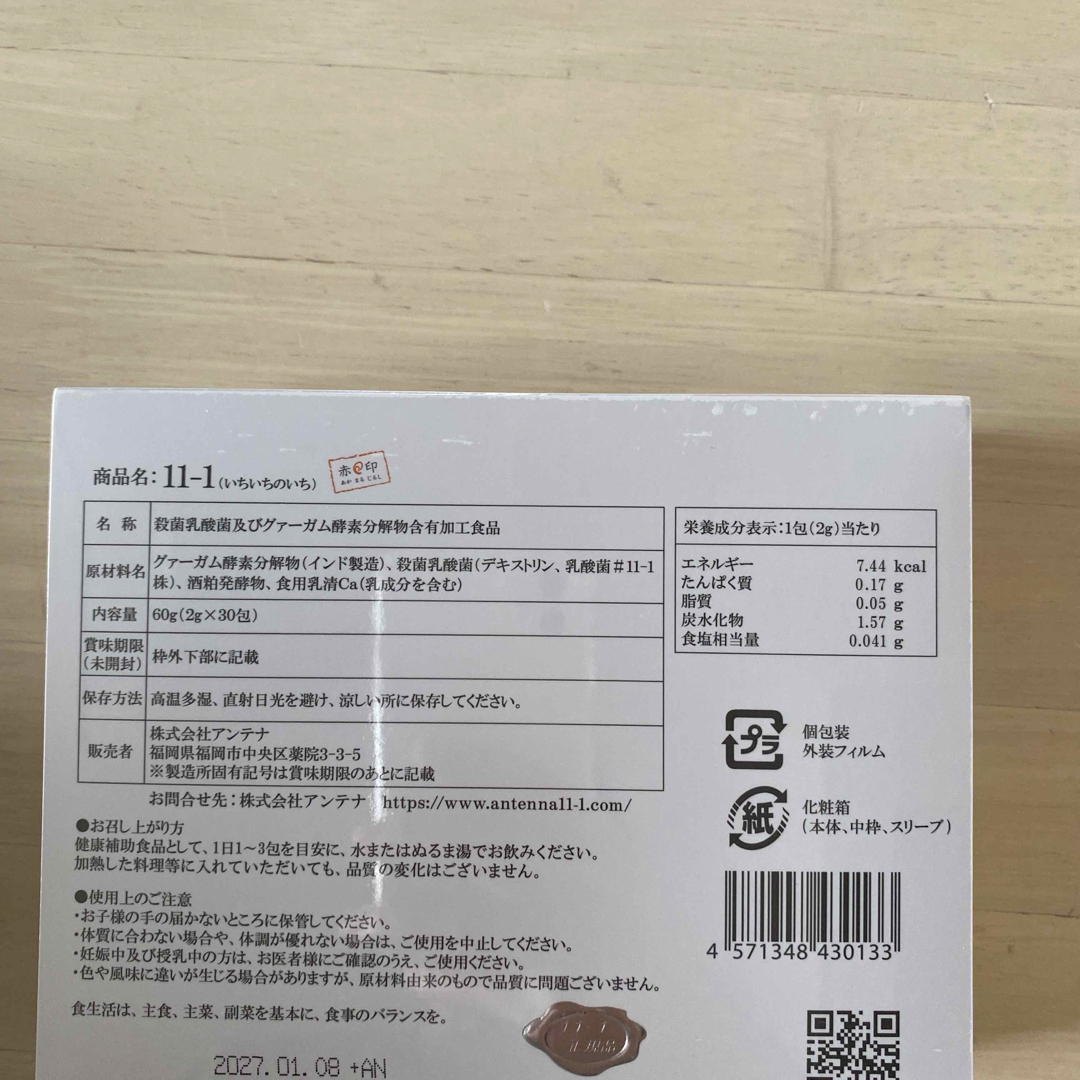 商品名：11-1（いちいちのいち）
赤@印
あか まる じるし
名 称 殺菌乳酸菌及びグァーガム酵素分解物含有加工食品
原材料名 グァーガム酵素分解物（インド製造）、殺菌乳酸菌（デキストリン、乳酸菌＃11-1
株）、酒粕発酵物、食用乳清Ca（乳成分を含む）
内容量 60g（2g×30包）
賞味期限
（未開封） 枠外下部に記載
保存方法 高温多湿、直射日光を避け、涼しい所に保存してください。
販売者 株式会社アンテナ
福岡県福岡市中央区薬院3-3-5
※製造所固有記号は賞味期限のあとに記載
お問合せ先：株式会社アンテナ https://www.antenna11-1.com/
●お召し上がり方
健康補助食品として、1日1～3包を目安に、水またはぬるま湯でお飲みください。
加熱した料理等に入れていただいても、品質の変化はございません。
●使用上のご注意
・お子様の手の届かないところに保管してください。
・体質に合わない場合や、体調が優れない場合は、ご使用を中止してください。
・妊娠中及び授乳中の方は、お医者様にご確認のうえ、ご使用ください。
・色や風味に違いが生じる場合がありますが、原材料由来のもので品質に問題ございません。
食生活は、主食、主菜、副菜を基本に、食事のバランスを。
2027.01.08 +AN
栄養成分表示：1包（2g）当たり
エネルギー 7.44 kcal
たんぱく質 0.17 g
脂質 0.05 g
炭水化物 1.57 g
食塩相当量 0.041 g
プラ
個包装
外装フィルム
紙
化粧箱
（本体、中枠、スリーブ）
4 571348 430133